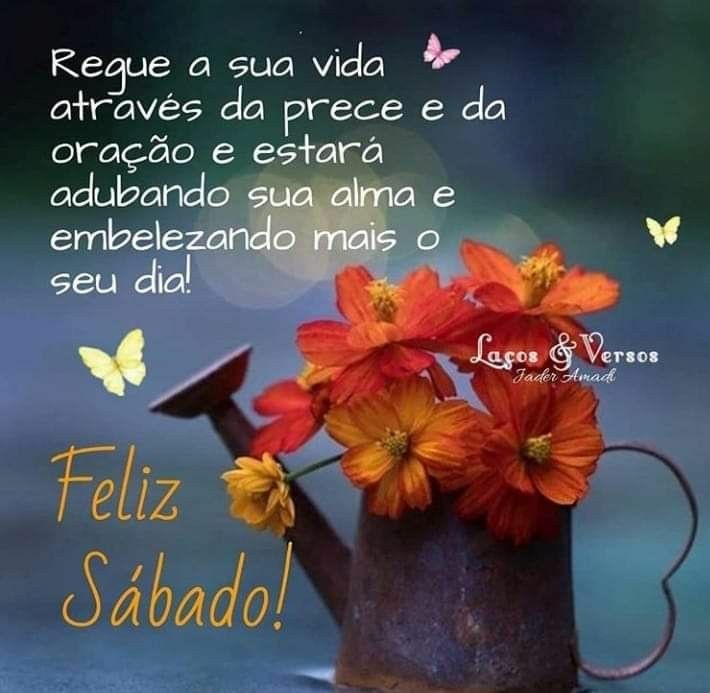 Regue a sua vida
através da prece e da
oração e estará
adubando sua alma e
embelezando mais o
seu dia!
Laços & Versos
Jader Amadi
Feliz
Sábado!